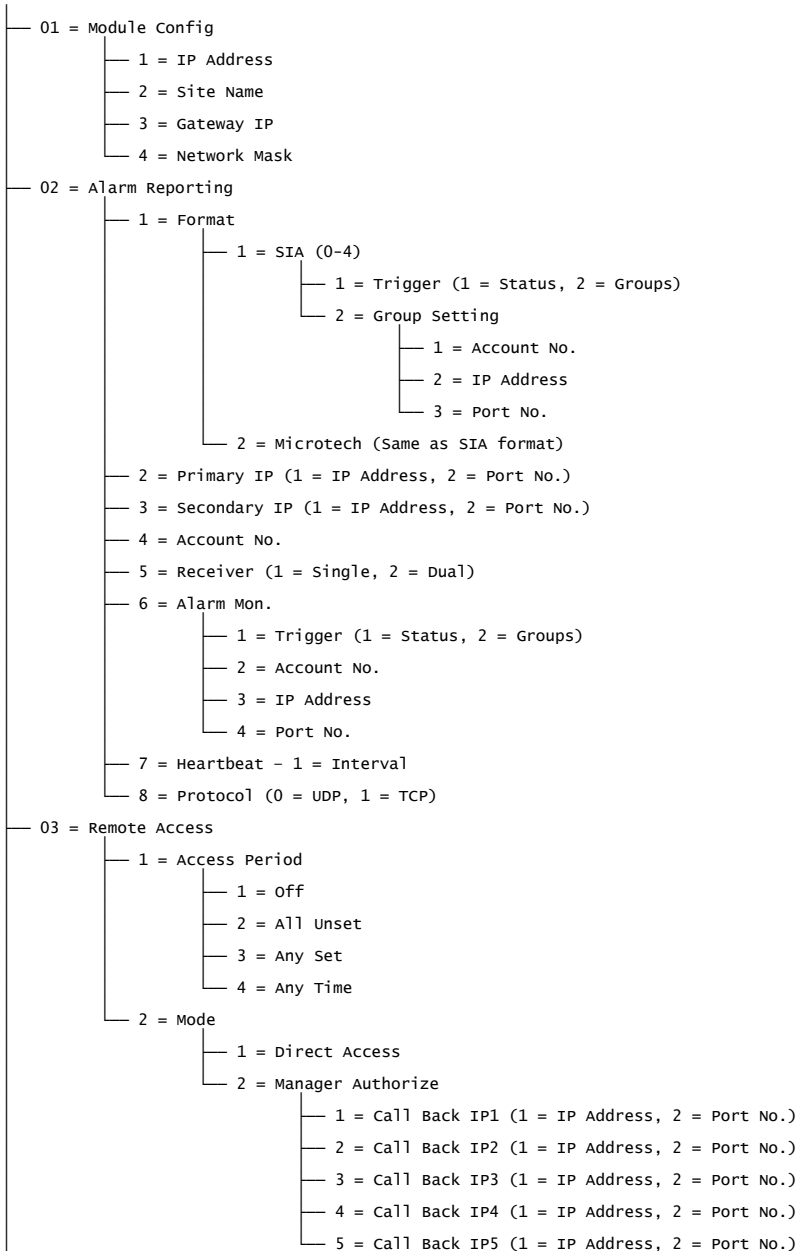 01 = Module Config
1 = IP Address
2 = Site Name
3 = Gateway IP
4 = Network Mask
02 = Alarm Reporting
1 = Format
1 = SIA (0-4)
1 = Trigger (1 = Status, 2 = Groups)
2 = Group Setting
1 = Account No.
2 = IP Address
3 = Port No.
2 = Microtech (Same as SIA format)
2 = Primary IP (1 = IP Address, 2 = Port No.)
3 = Secondary IP (1 = IP Address, 2 = Port No.)
4 = Account No.
5 = Receiver (1 = Single, 2 = Dual)
6 = Alarm Mon.
1 = Trigger (1 = Status, 2 = Groups)
2 = Account No.
3 = IP Address
4 = Port No.
7 = Heartbeat – 1 = Interval
8 = Protocol (0 = UDP, 1 = TCP)
03 = Remote Access
1 = Access Period
1 = Off
2 = All Unset
3 = Any Set
4 = Any Time
2 = Mode
1 = Direct Access
2 = Manager Authorize
1 = Call Back IP1 (1 = IP Address, 2 = Port No.)
2 = Call Back IP2 (1 = IP Address, 2 = Port No.)
3 = Call Back IP3 (1 = IP Address, 2 = Port No.)
4 = Call Back IP4 (1 = IP Address, 2 = Port No.)
5 = Call Back IP5 (1 = IP Address, 2 = Port No.)